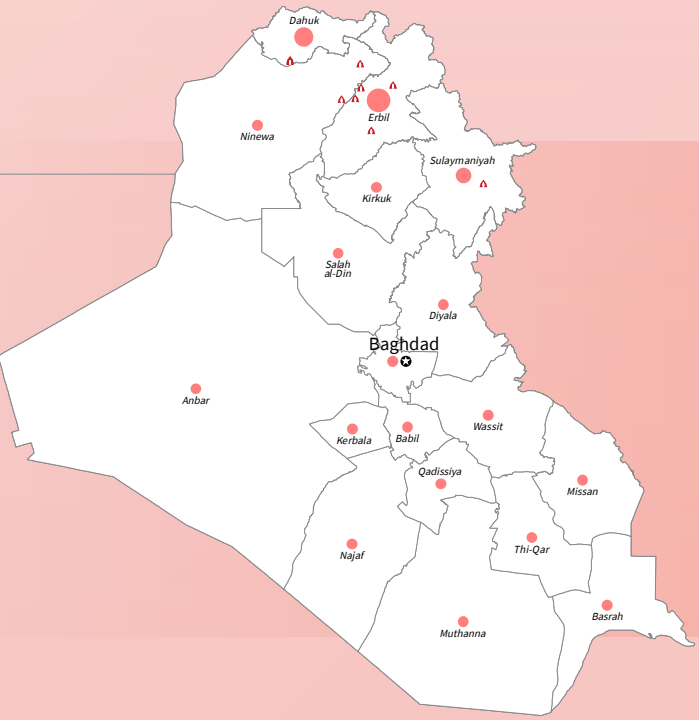 Dahuk
Erbil
Ninewa
Sulaymaniyah
Kirkuk
Salah
al-Din
Diyala
Baghdad
Anbar
Wassit
Kerbala
Babil
Qadissiya
Missan
Najaf
Thi-Qar
Basrah
Muthanna